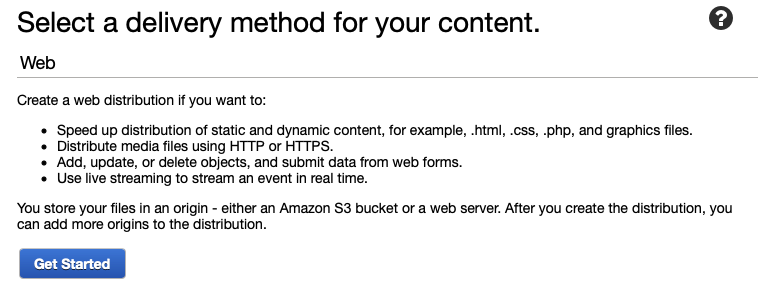 Select a delivery method for your content.
?
Web
Create a web distribution if you want to:
• Speed up distribution of static and dynamic content, for example, .html, .css, .php, and graphics files.
• Distribute media files using HTTP or HTTPS.
• Add, update, or delete objects, and submit data from web forms.
• Use live streaming to stream an event in real time.
You store your files in an origin - either an Amazon S3 bucket or a web server. After you create the distribution, you
can add more origins to the distribution.
Get Started